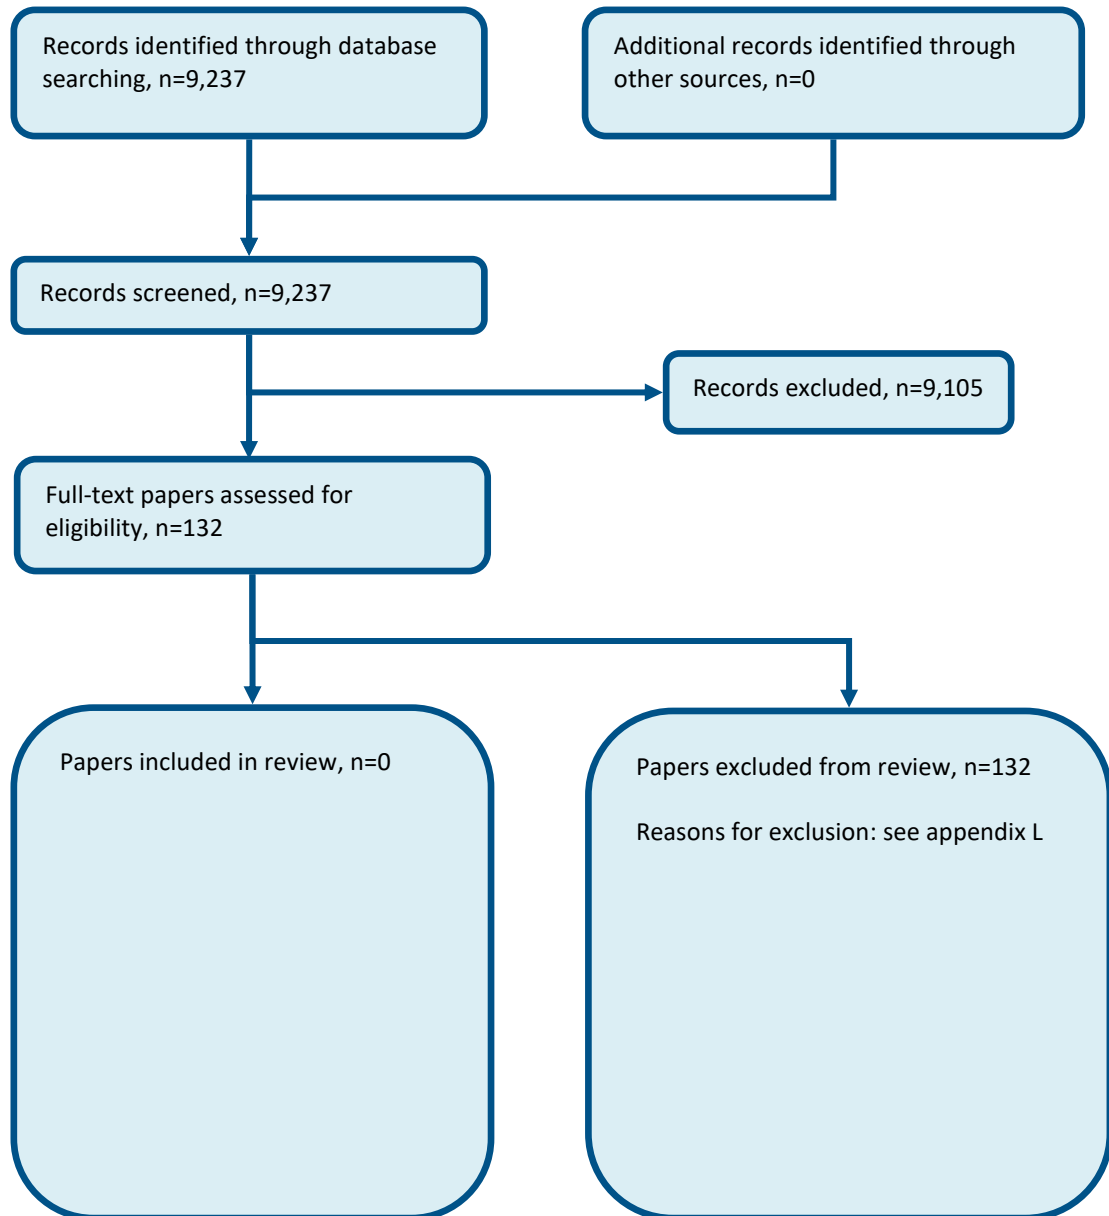 Records identified through database
searching, n=9,237
Additional records identified through
other sources, n=0
Records screened, n=9,237
Records excluded, n=9,105
Full-text papers assessed for
eligibility, n=132
Papers included in review, n=0
Papers excluded from review, n=132
Reasons for exclusion: see appendix L